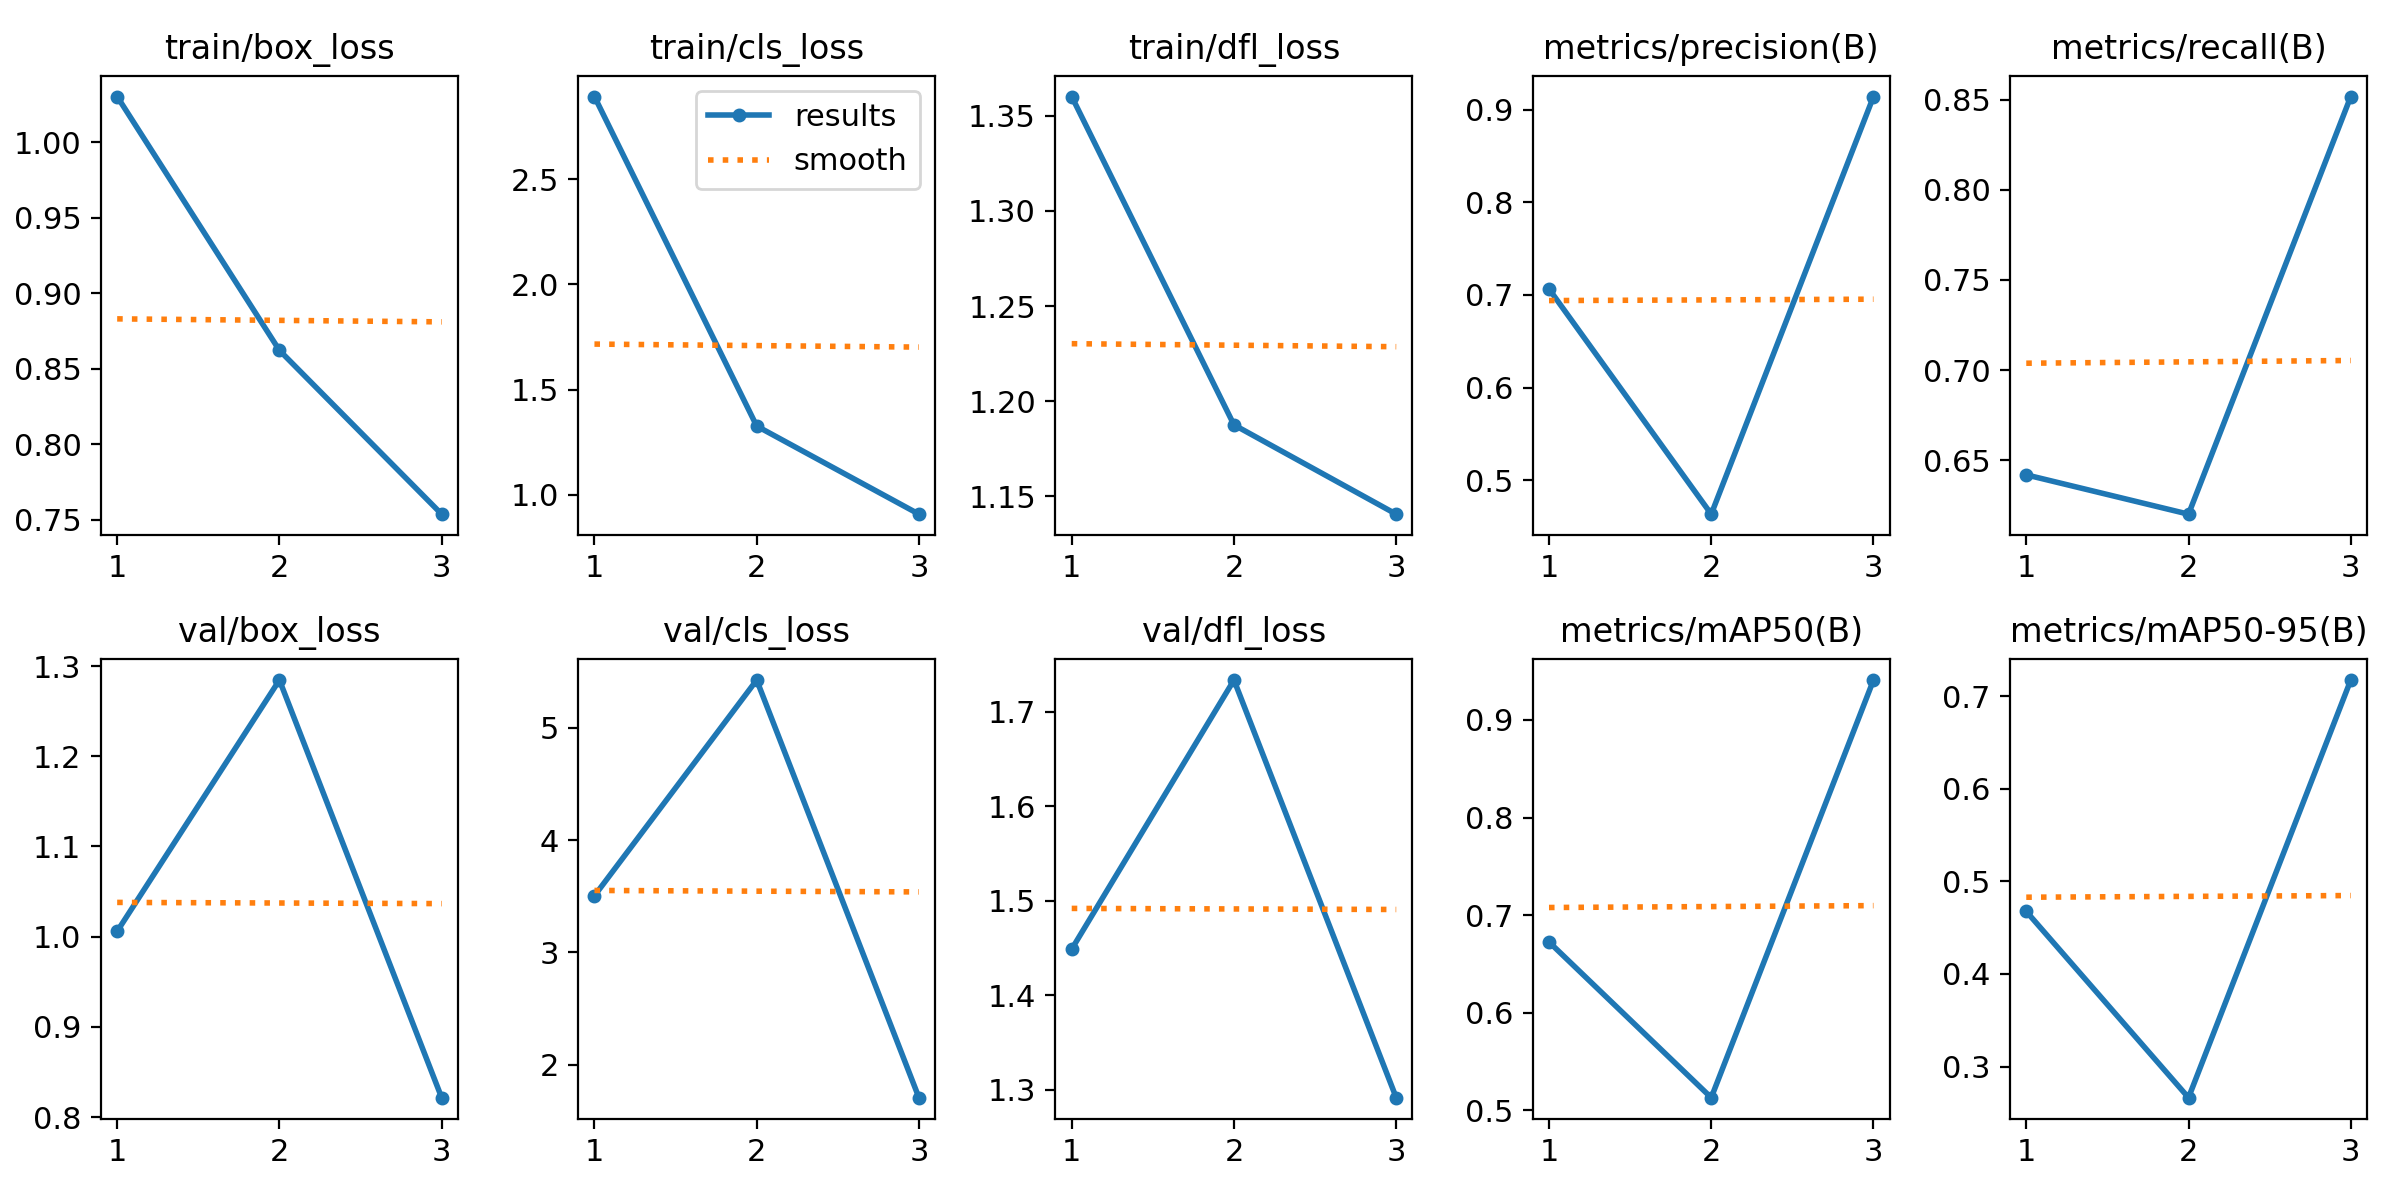 train/box_loss
1.00
0.95
0.90
0.85
0.80
0.75
1 2 3
train/cls_loss
results
smooth
2.5
2.0
1.5
1.0
1 2 3
train/dfl_loss
1.35
1.30
1.25
1.20
1.15
1 2 3
metrics/precision(B)
0.9
0.8
0.7
0.6
0.5
1 2 3
metrics/recall(B)
0.85
0.80
0.75
0.70
0.65
1 2 3
val/box_loss
1.3
1.2
1.1
1.0
0.9
0.8
1 2 3
val/cls_loss
5
4
3
2
1 2 3
val/dfl_loss
1.7
1.6
1.5
1.4
1.3
1 2 3
metrics/mAP50(B)
0.9
0.8
0.7
0.6
0.5
1 2 3
metrics/mAP50-95(B)
0.7
0.6
0.5
0.4
0.3
1 2 3